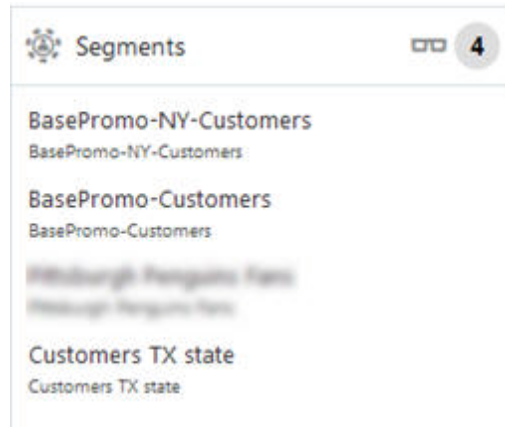 Segments 4
BasePromo-NY-Customers
BasePromo-NY-Customers
BasePromo-Customers
BasePromo-Customers
Customers TX state
Customers TX state